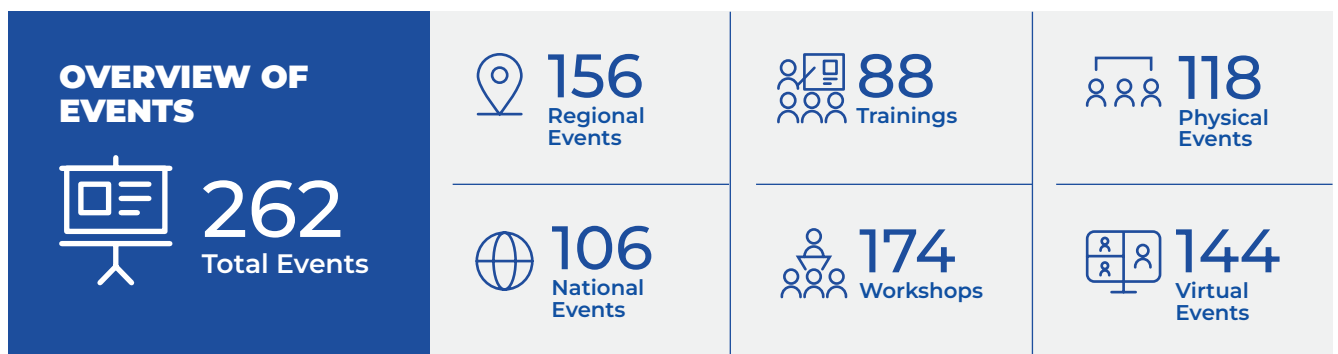 OVERVIEW OF
EVENTS
262
Total Events
156
Regional
Events
106
National
Events
88
Trainings
174
Workshops
118
Physical
Events
144
Virtual
Events